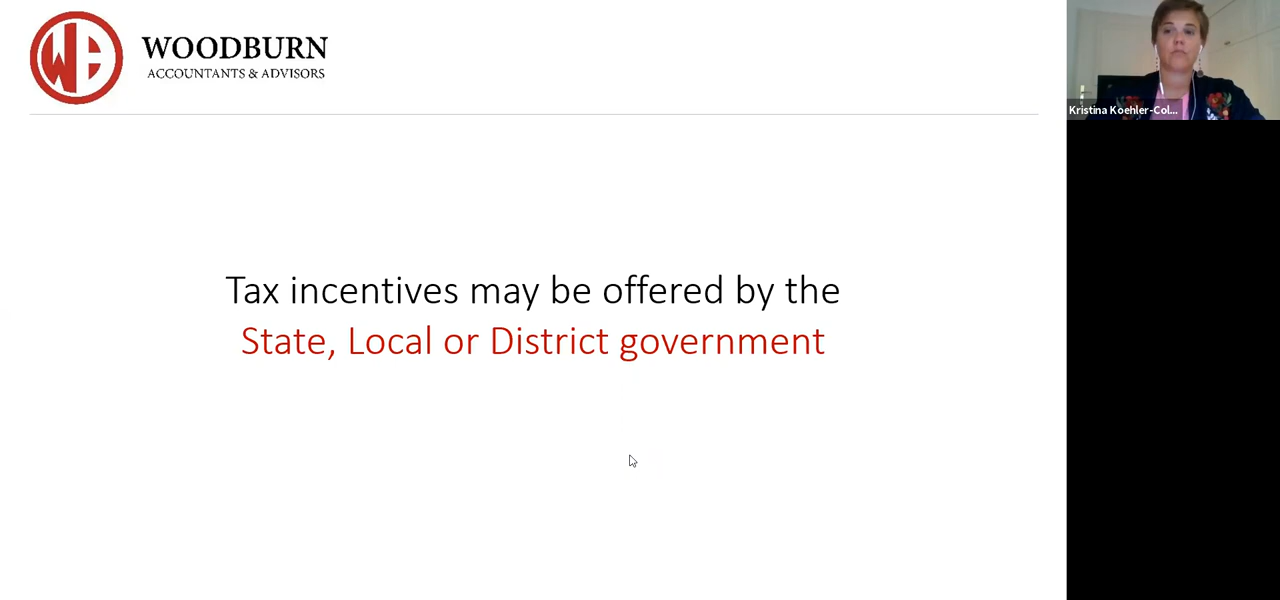 WOODBURN
ACCOUNTANTS & ADVISORS
Kristina Koehler-Col...
Tax incentives may be offered by the
State, Local or District government